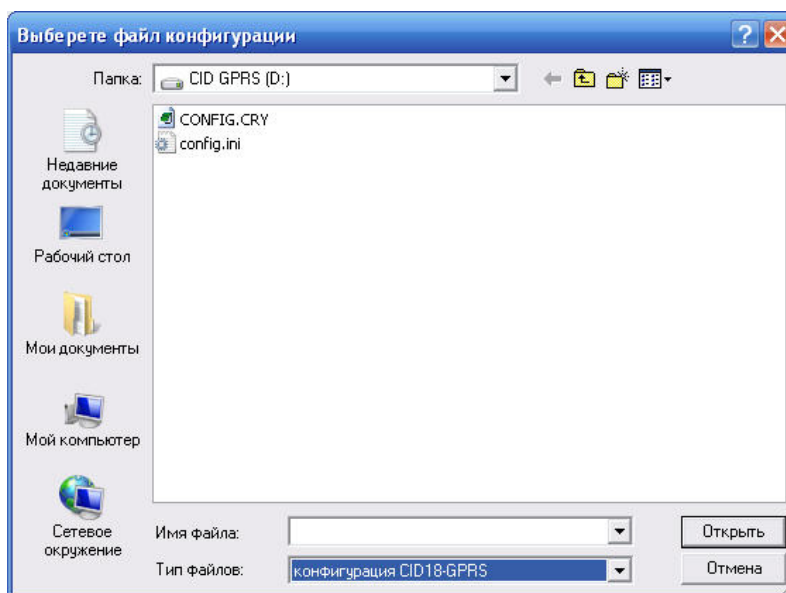 Выберете файл конфигурации
Папка: CID GPRS (D:)
CONFIG.CRY
config.ini
Недавние
документы
Рабочий стол
Мои документы
Мой компьютер
Сетевое
окружение
Имя файла:
Открыть
Тип файлов: конфигурация CID18-GPRS
Отмена